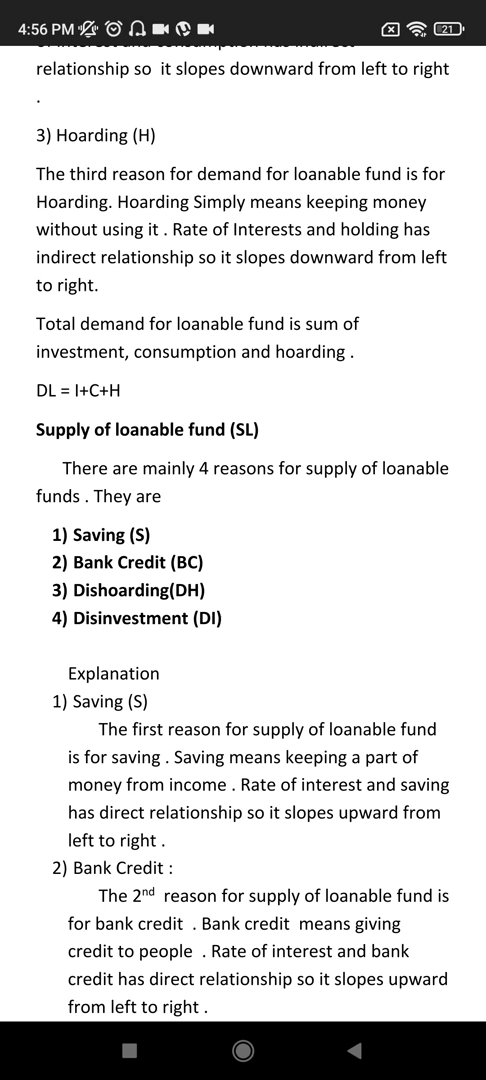 4:56 PM
21
of interest and consumption has indirect
relationship so it slopes downward from left to right
.
3) Hoarding (H)
The third reason for demand for loanable fund is for
Hoarding. Hoarding Simply means keeping money
without using it . Rate of Interests and holding has
indirect relationship so it slopes downward from left
to right.
Total demand for loanable fund is sum of
investment, consumption and hoarding .
DL = I+C+H
Supply of loanable fund (SL)
There are mainly 4 reasons for supply of loanable
funds . They are
1) Saving (S)
2) Bank Credit (BC)
3) Dishoarding(DH)
4) Disinvestment (DI)
Explanation
1) Saving (S)
The first reason for supply of loanable fund
is for saving . Saving means keeping a part of
money from income . Rate of interest and saving
has direct relationship so it slopes upward from
left to right .
2) Bank Credit :
The 2nd reason for supply of loanable fund is
for bank credit . Bank credit means giving
credit to people . Rate of interest and bank
credit has direct relationship so it slopes upward
from left to right .